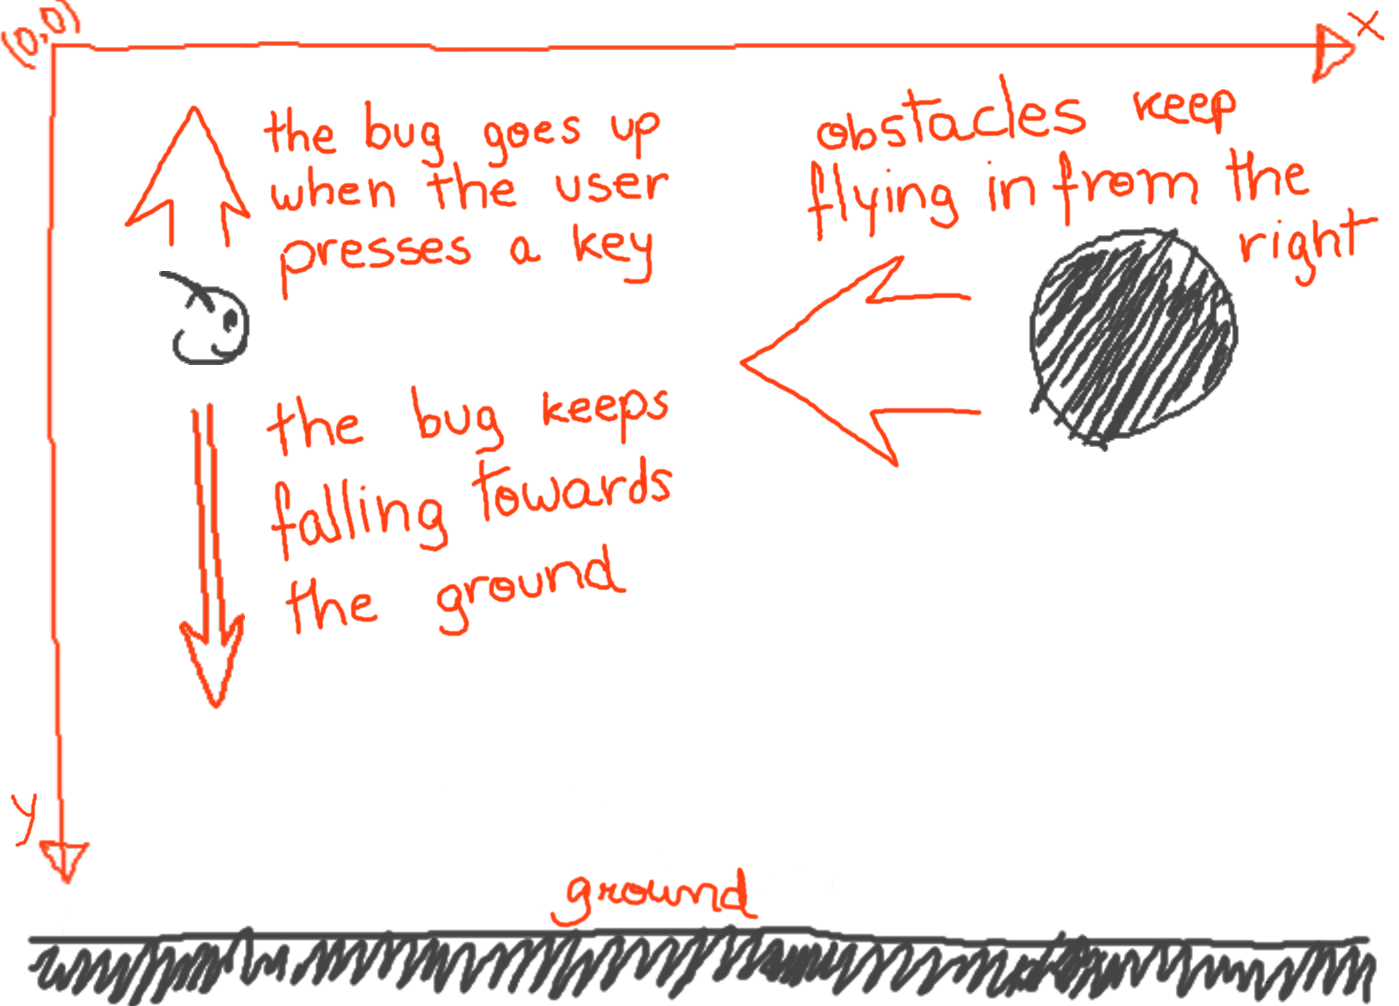 (0,0)
x
the bug goes up
when the user
presses a key
obstacles keep
flying in from the
right
the bug keeps
falling towards
the ground
y
ground